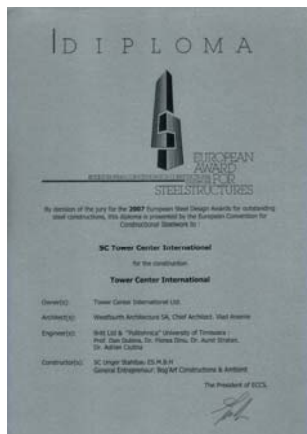 DIPLOMA
EUROPEAN
AWARD
FOR
STEELSTRUCTURES
By decision of the jury for the 2007 European Steel Design Awards for outstanding
steel constructions, this diploma is presented by the European Convention for
Constructional Steelwork to :
SC Tower Center International
for the construction
Tower Center International
Owner(s): Tower Center International Ltd.
Architect(s): Westfourth Architecture SA, Chief Architect. Vlad Arsene
Engineer(s): Britt Ltd & "Politehnica" University of Timisoara :
Prof. Dan Dubina, Dr. Florea Dinu, Dr. Aurel Stratan,
Dr. Adrian Ciutina
Constructor(s): SC Unger Stahlbau ES.M.B.H
General Entrepreneur: Bog'Art Constructions & Ambient
The President of ECCS,